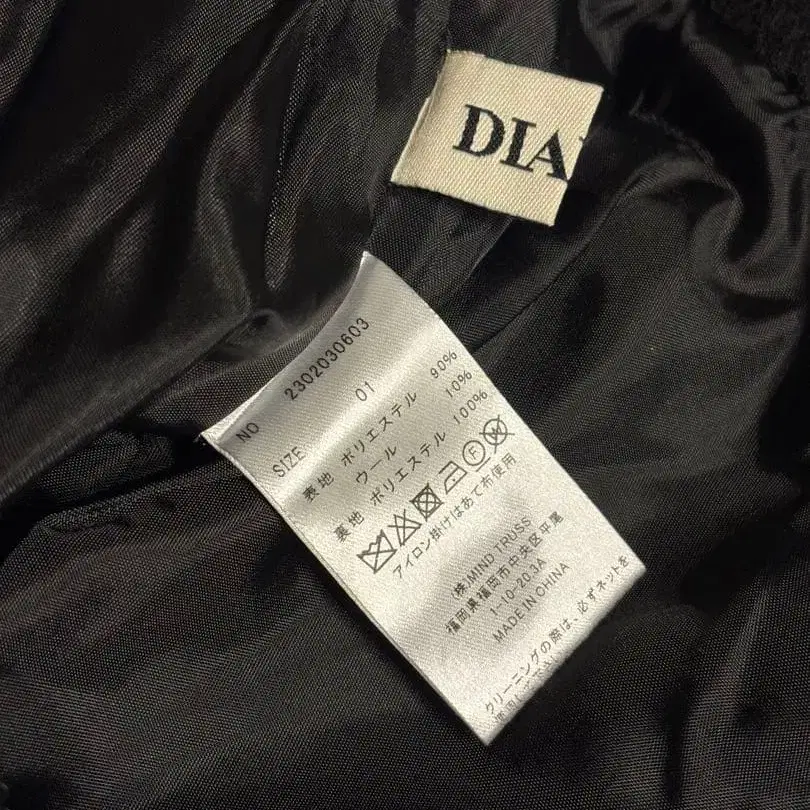 DIA
NO 2302030603
SIZE 01
表地 ポリエステル 90%
ウール 10%
裏地 ポリエステル 100%
F W
アイロン掛けはあて布使用
(株)MIND TRUSS
福岡県福岡市中央区平尾
1-10-20-3A
MADE IN CHINA
クリーニングの際は、必ずネットを